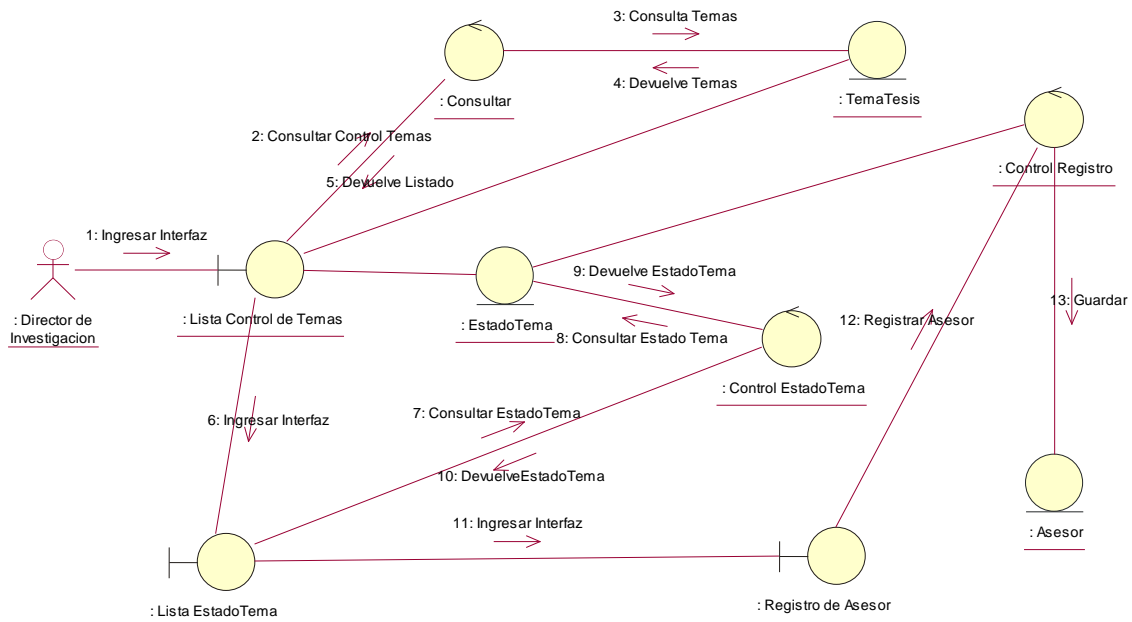 3: Consulta Temas
4: Devuelve Temas
: Consultar
: TemaTesis
2: Consultar Control Temas
: Control Registro
5: Devuelve Listado
1: Ingresar Interfaz
9: Devuelve EstadoTema
13: Guardar
: Director de
Investigacion
: Lista Control de Temas
: EstadoTema
8: Consultar Estado Tema
12: Registrar Asesor
: Control EstadoTema
6: Ingresar Interfaz
7: Consultar EstadoTema
10: DevuelveEstadoTema
11: Ingresar Interfaz
: Asesor
: Lista EstadoTema
: Registro de Asesor